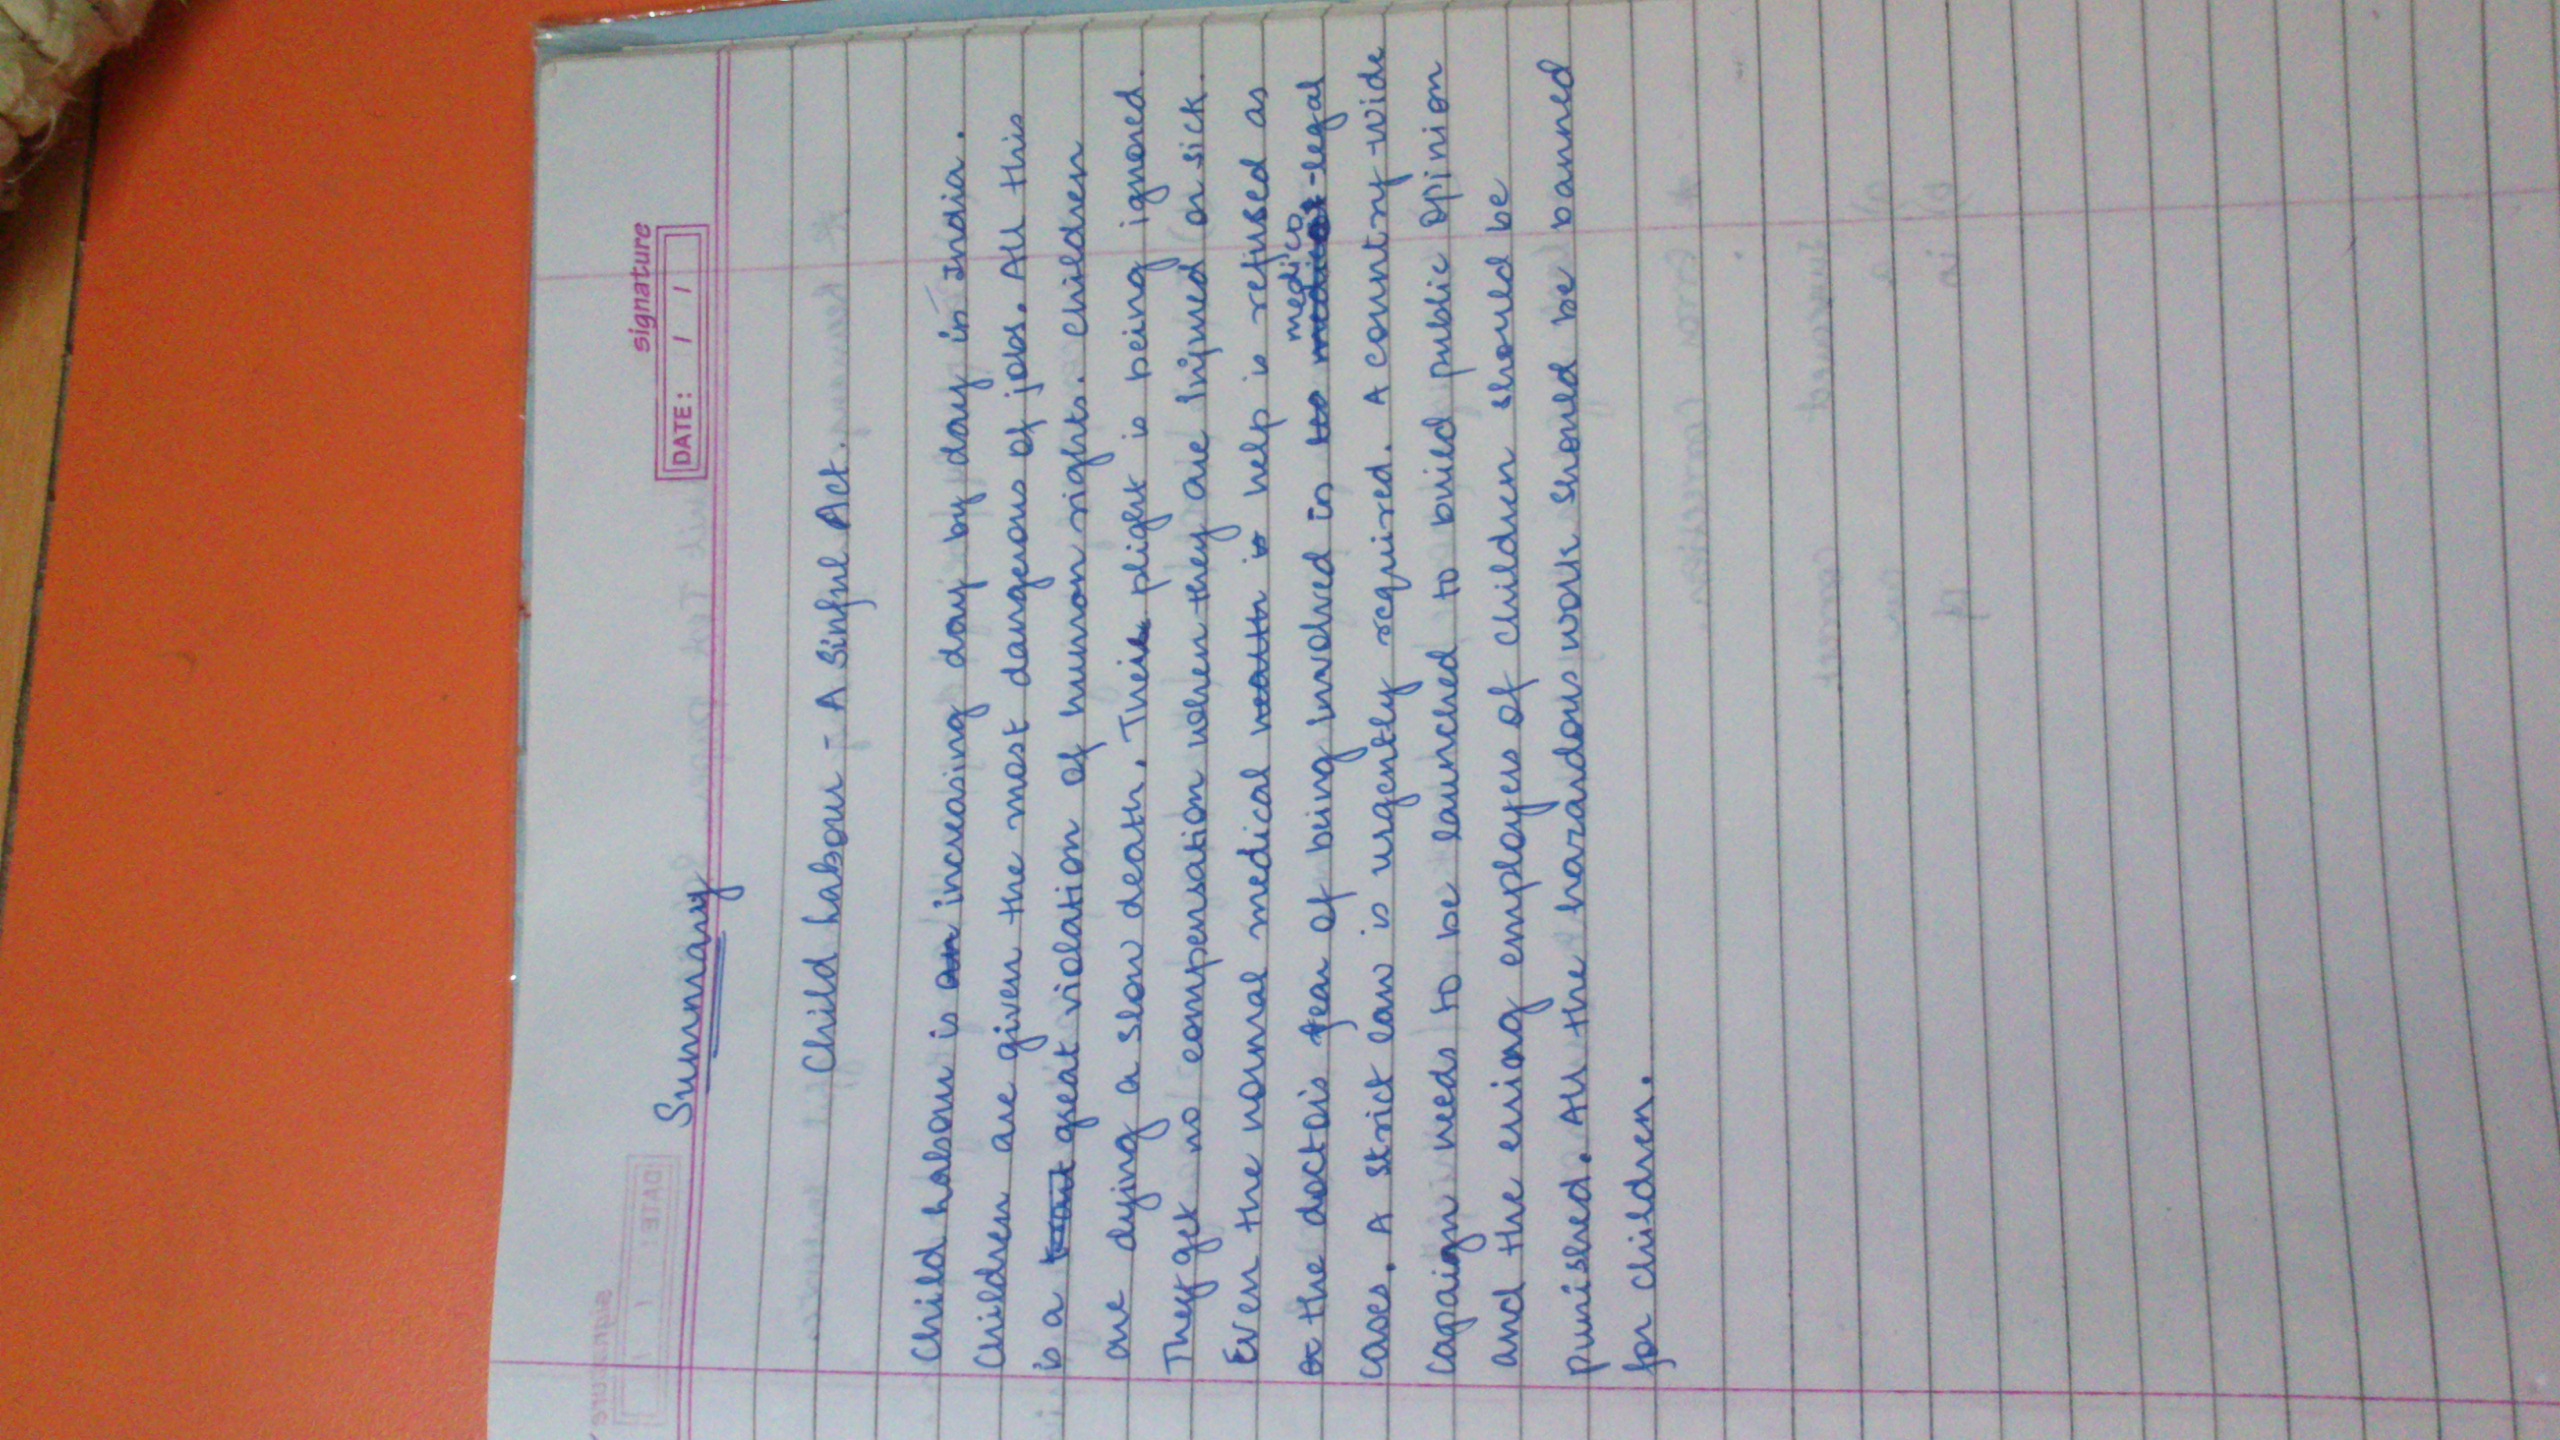 signature
DATE: / /
Summary
Child Labour - A Sinful Act.
Child Labour is an increasing day by day in India.
Children are given the most dangerous of jobs. All this
is a great violation of human rights. Children
are dying a slow death. Their plight is being ignored.
They get no compensation when they are Injured or sick.
Even the normal medical health is help is refused as
the doctors fear of being involved in medico-legal
cases. A strict law is urgently required. A country-wide
capaign needs to be launched to build public opinion
and the erring employers of children should be
punished. All the hazardous work should be banned
for children.